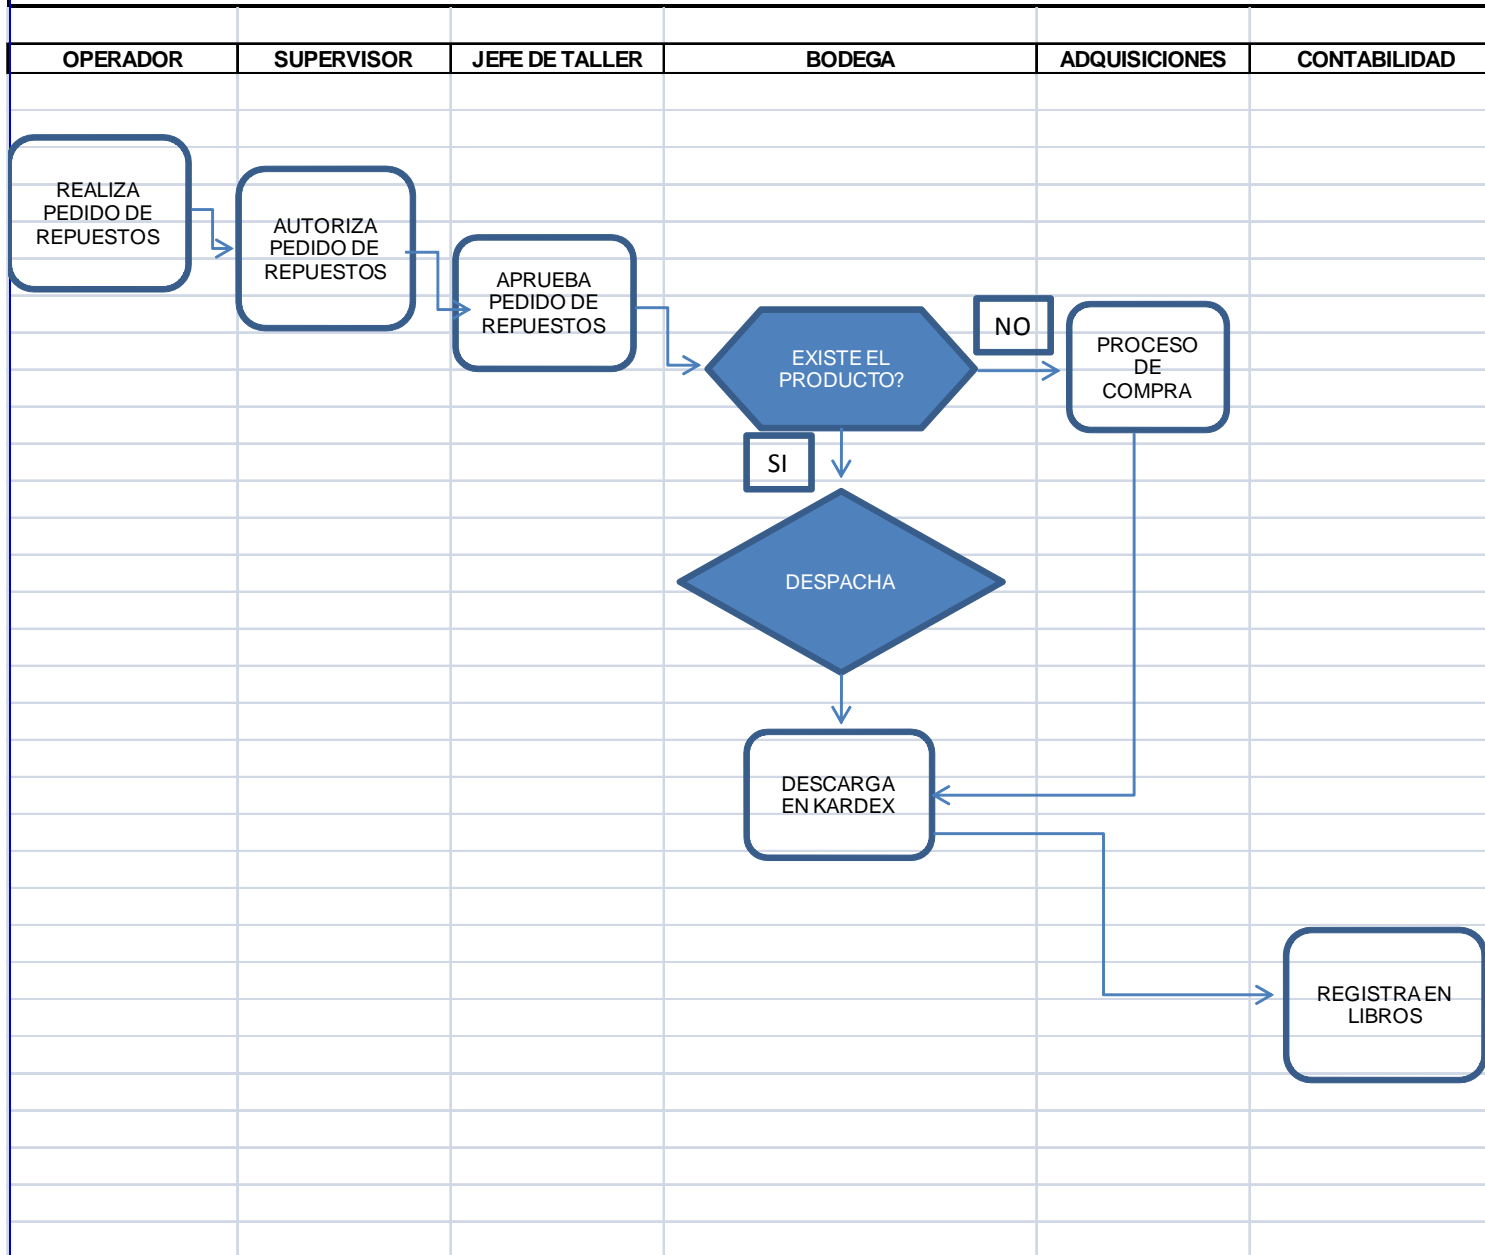 OPERADOR SUPERVISOR JEFE DE TALLER BODEGA ADQUISICIONES CONTABILIDAD
REALIZA
PEDIDO DE
REPUESTOS
AUTORIZA
PEDIDO DE
REPUESTOS
APRUEBA
PEDIDO DE
REPUESTOS
EXISTE EL
PRODUCTO?
NO
PROCESO
DE
COMPRA
SI
DESPACHA
DESCARGA
EN KARDEX
REGISTRA EN
LIBROS